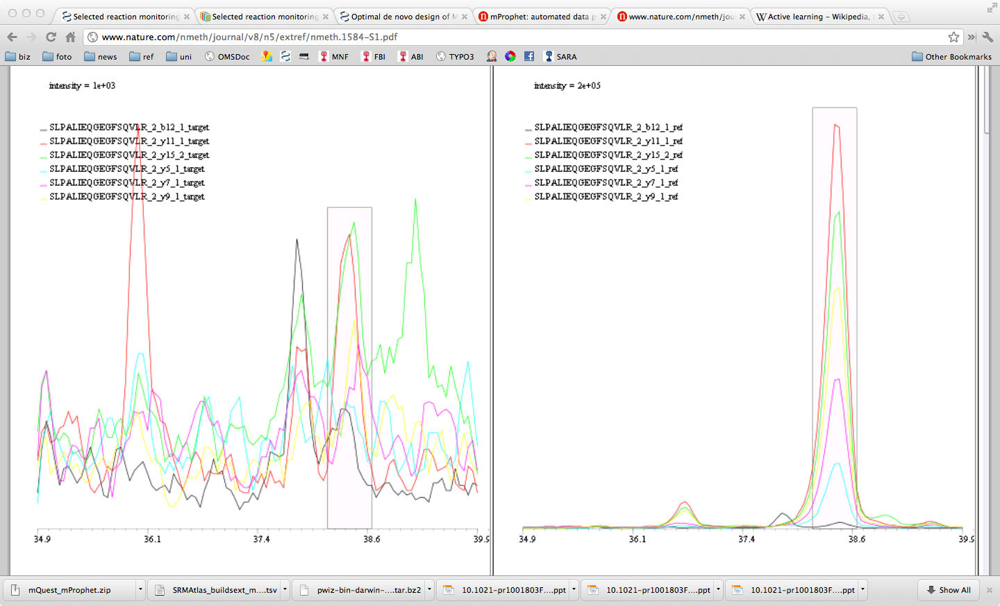 Selected reaction monitoring
Selected reaction monitoring
Optimal de novo design of M
mProphet: automated data p
www.nature.com/nmeth/jou
Active learning – Wikipedia,
www.nature.com/nmeth/journal/v8/n5/extref/nmeth.1584-S1.pdf
biz foto news ref uni OMSDoc MNF FBI ABI TYPO3 SARA Other Bookmarks
intensity = 1e+03
SLPALIEQGEGFSQVLR_2_b12_1_target
SLPALIEQGEGFSQVLR_2_y11_1_target
SLPALIEQGEGFSQVLR_2_y15_2_target
SLPALIEQGEGFSQVLR_2_y5_1_target
SLPALIEQGEGFSQVLR_2_y7_1_target
SLPALIEQGEGFSQVLR_2_y9_1_target
34.9 36.1 37.4 38.6 39.9
intensity = 2e+05
SLPALIEQGEGFSQVLR_2_b12_1_ref
SLPALIEQGEGFSQVLR_2_y11_1_ref
SLPALIEQGEGFSQVLR_2_y15_2_ref
SLPALIEQGEGFSQVLR_2_y5_1_ref
SLPALIEQGEGFSQVLR_2_y7_1_ref
SLPALIEQGEGFSQVLR_2_y9_1_ref
34.9 36.1 37.4 38.6 39.9
mQuest_mProphet.zip
SRMAtlas_buildsext_m....tsv
pwiz-bin-darwin-....tar.bz2
10.1021-pr1001803F....ppt
10.1021-pr1001803F....ppt
10.1021-pr1001803F....ppt
Show All